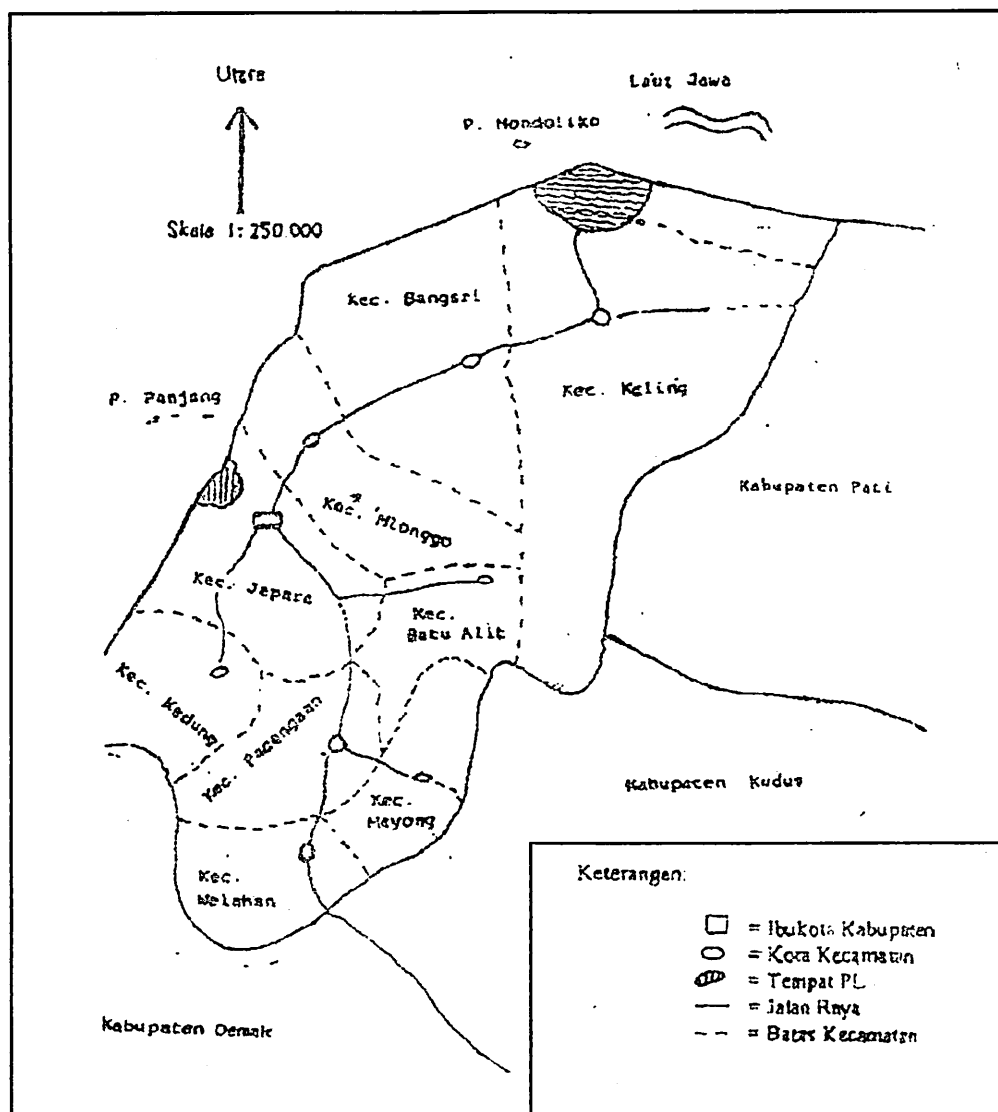 Utara
Laut Jawa
P. Mondoliko
Skala 1: 250.000
Kec. Bangsri
P. Panjang
Kec. Keling
Kabupaten Pati
Kec. Mlonggo
Kec. Jepara
Kec.
Batu Alit
Kec. Kedung
Kec. Pacengaan
Kabupaten Kudus
Kec.
Mayong
Kec.
Welahan
Kabupaten Demak
Keterangan:
= Ibukota Kabupaten
= Kota Kecamatan
= Tempat PL
= Jalan Raya
= Batas Kecamatan